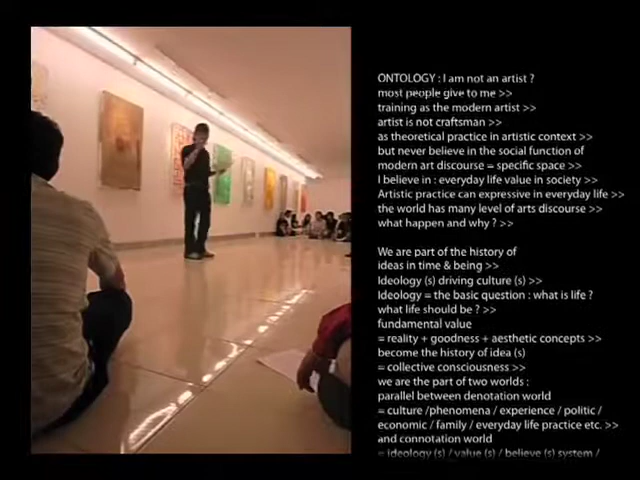 ONTOLOGY : I am not an artist ?
most people give to me >>
training as the modern artist >>
artist is not craftsman >>
as theoretical practice in artistic context >>
but never believe in the social function of
modern art discourse = specific space >>
I believe in : everyday life value in society >>
Artistic practice can expressive in everyday life >>
the world has many level of arts discourse >>
what happen and why ? >>
We are part of the history of
ideas in time & being >>
Ideology (s) driving culture (s) >>
Ideology = the basic question : what is life ?
what life should be ? >>
fundamental value
= reality + goodness + aesthetic concepts >>
become the history of idea (s)
= collective consciousness >>
we are the part of two worlds :
parallel between denotation world
= culture /phenomena / experience / politic /
economic / family / everyday life practice etc. >>
and connotation world
= ideology (s) / value (s) / believe (s) system /